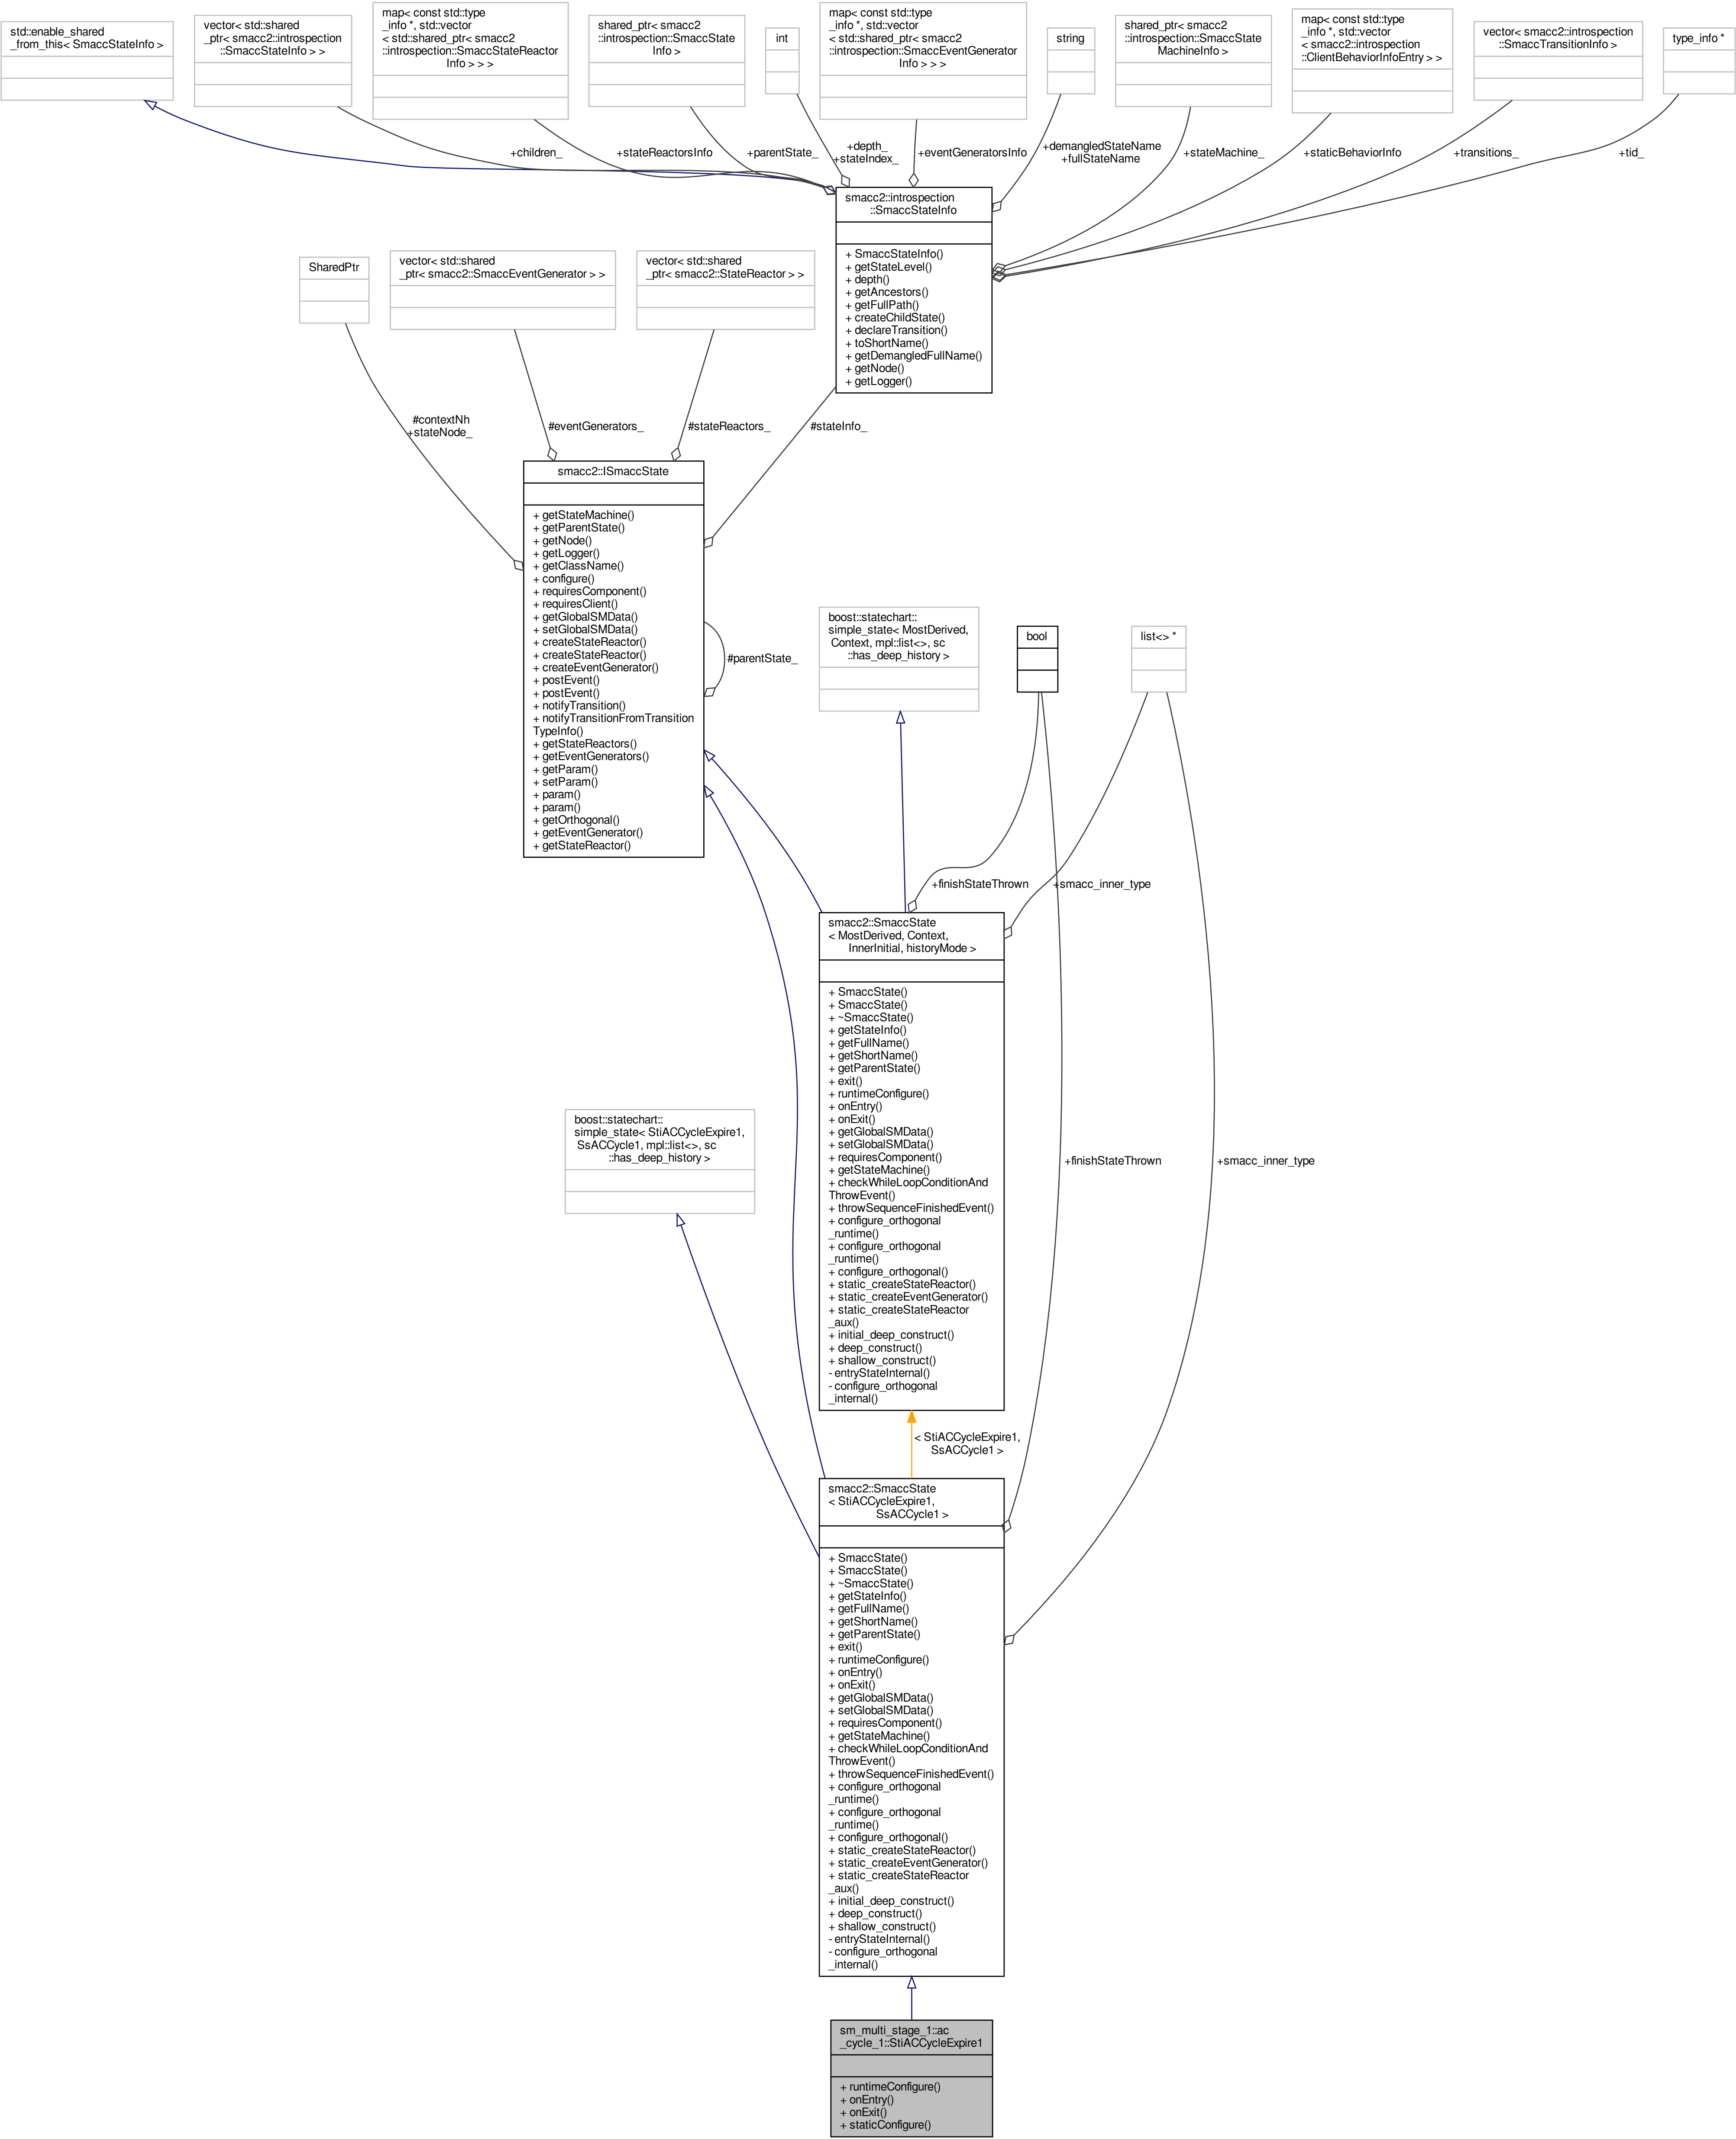 std::enable_shared
_from_this< SmaccStateInfo >
vector< std::shared
_ptr< smacc2::introspection
::SmaccStateInfo > >
map< const std::type
_info *, std::vector
< std::shared_ptr< smacc2
::introspection::SmaccStateReactor
Info > > >
shared_ptr< smacc2
::introspection::SmaccState
Info >
int
map< const std::type
_info *, std::vector
< std::shared_ptr< smacc2
::introspection::SmaccEventGenerator
Info > > >
string
shared_ptr< smacc2
::introspection::SmaccState
MachineInfo >
map< const std::type
_info *, std::vector
< smacc2::introspection
::ClientBehaviorInfoEntry > >
vector< smacc2::introspection
::SmaccTransitionInfo >
type_info *
+children_
+stateReactorsInfo
+parentState_
+depth_
+stateIndex_
+eventGeneratorsInfo
+demangledStateName
+fullStateName
+stateMachine_
+staticBehaviorInfo
+transitions_
+tid_
smacc2::introspection
::SmaccStateInfo
+ SmaccStateInfo()
+ getStateLevel()
+ depth()
+ getAncestors()
+ getFullPath()
+ createChildState()
+ declareTransition()
+ toShortName()
+ getDemangledFullName()
+ getNode()
+ getLogger()
SharedPtr
vector< std::shared
_ptr< smacc2::SmaccEventGenerator > >
vector< std::shared
_ptr< smacc2::StateReactor > >
#contextNh
+stateNode_
#eventGenerators_
#stateReactors_
#stateInfo_
smacc2::ISmaccState
+ getStateMachine()
+ getParentState()
+ getNode()
+ getLogger()
+ getClassName()
+ configure()
+ requiresComponent()
+ requiresClient()
+ getGlobalSMData()
+ setGlobalSMData()
+ createStateReactor()
+ createStateReactor()
+ createEventGenerator()
+ postEvent()
+ postEvent()
+ notifyTransition()
+ notifyTransitionFromTransition
TypeInfo()
+ getStateReactors()
+ getEventGenerators()
+ getParam()
+ setParam()
+ param()
+ param()
+ getOrthogonal()
+ getEventGenerator()
+ getStateReactor()
#parentState_
boost::statechart::
simple_state< MostDerived,
Context, mpl::list<>, sc
::has_deep_history >
bool
list<> *
+finishStateThrown
+smacc_inner_type
smacc2::SmaccState
< MostDerived, Context,
InnerInitial, historyMode >
+ SmaccState()
+ SmaccState()
+ ~SmaccState()
+ getStateInfo()
+ getFullName()
+ getShortName()
+ getParentState()
+ exit()
+ runtimeConfigure()
+ onEntry()
+ onExit()
+ getGlobalSMData()
+ setGlobalSMData()
+ requiresComponent()
+ getStateMachine()
+ checkWhileLoopConditionAnd
ThrowEvent()
+ throwSequenceFinishedEvent()
+ configure_orthogonal
_runtime()
+ configure_orthogonal
_runtime()
+ configure_orthogonal()
+ static_createStateReactor()
+ static_createEventGenerator()
+ static_createStateReactor
_aux()
+ initial_deep_construct()
+ deep_construct()
+ shallow_construct()
- entryStateInternal()
- configure_orthogonal
_internal()
boost::statechart::
simple_state< StiACCycleExpire1,
SsACCycle1, mpl::list<>, sc
::has_deep_history >
+finishStateThrown
+smacc_inner_type
< StiACCycleExpire1,
SsACCycle1 >
smacc2::SmaccState
< StiACCycleExpire1,
SsACCycle1 >
+ SmaccState()
+ SmaccState()
+ ~SmaccState()
+ getStateInfo()
+ getFullName()
+ getShortName()
+ getParentState()
+ exit()
+ runtimeConfigure()
+ onEntry()
+ onExit()
+ getGlobalSMData()
+ setGlobalSMData()
+ requiresComponent()
+ getStateMachine()
+ checkWhileLoopConditionAnd
ThrowEvent()
+ throwSequenceFinishedEvent()
+ configure_orthogonal
_runtime()
+ configure_orthogonal
_runtime()
+ configure_orthogonal()
+ static_createStateReactor()
+ static_createEventGenerator()
+ static_createStateReactor
_aux()
+ initial_deep_construct()
+ deep_construct()
+ shallow_construct()
- entryStateInternal()
- configure_orthogonal
_internal()
sm_multi_stage_1::ac
_cycle_1::StiACCycleExpire1
+ runtimeConfigure()
+ onEntry()
+ onExit()
+ staticConfigure()